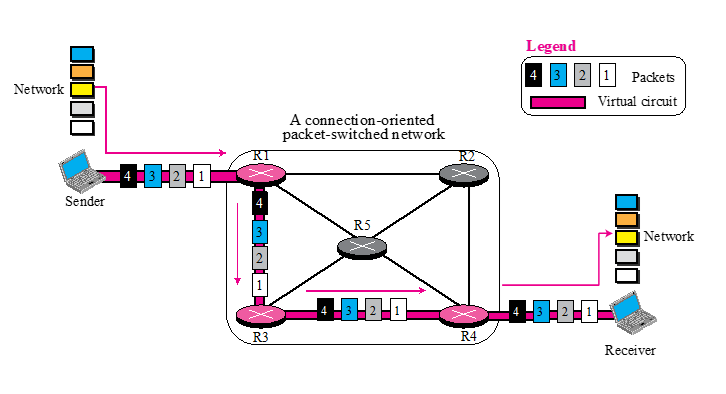 Legend
4 3 2 1 Packets
Virtual circuit
Network
A connection-oriented
packet-switched network
R1
R2
4 3 2 1
Sender
4
3
2
1
R5
Network
4 3 2 1
4 3 2 1
R3
R4
Receiver